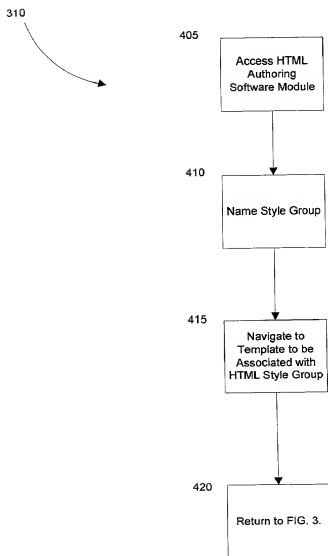 310
405
Access HTML
Authoring
Software Module
410
Name Style Group
415
Navigate to
Template to be
Associated with
HTML Style Group
420
Return to FIG. 3.